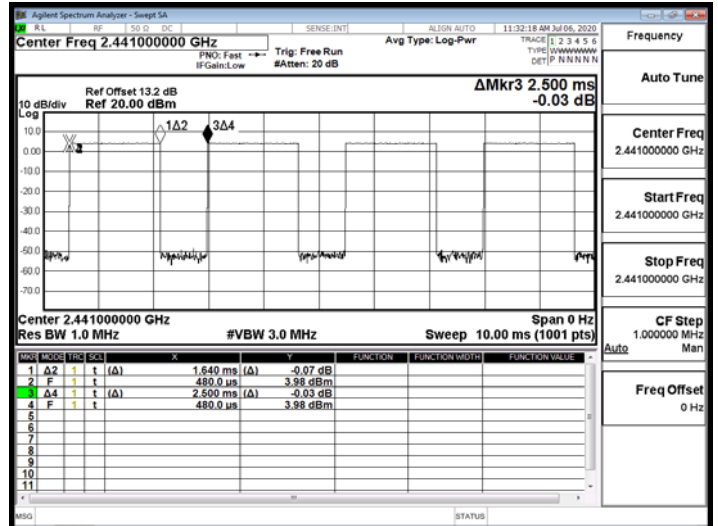 Agilent Spectrum Analyzer - Swept SA
RL RF 50 Ω DC SENSE:INT ALIGN AUTO 11:32:18 AM Jul 06, 2020
Center Freq 2.441000000 GHz
PNO: Fast
IFGain:Low
Trig: Free Run
#Atten: 20 dB
Avg Type: Log-Pwr
TRACE 1 2 3 4 5 6
TYPE WWWWWW
DET P N N N N N
Ref Offset 13.2 dB
10 dB/div Ref 20.00 dBm
ΔMkr3 2.500 ms
-0.03 dB
Log
10.0
0.00
-10.0
-20.0
-30.0
-40.0
-50.0
-60.0
-70.0
1Δ2
3Δ4
Center 2.441000000 GHz Span 0 Hz
Res BW 1.0 MHz #VBW 3.0 MHz Sweep 10.00 ms (1001 pts)
MKR MODE TRC SCL X Y FUNCTION FUNCTION WIDTH FUNCTION VALUE
1 Δ2 1 t (Δ) 1.640 ms (Δ) -0.07 dB
2 F 1 t 480.0 µs 3.98 dBm
3 Δ4 1 t (Δ) 2.500 ms (Δ) -0.03 dB
4 F 1 t 480.0 µs 3.98 dBm
5
6
7
8
9
10
11
MSG STATUS
Frequency
Auto Tune
Center Freq
2.441000000 GHz
Start Freq
2.441000000 GHz
Stop Freq
2.441000000 GHz
CF Step
1.000000 MHz
Auto Man
Freq Offset
0 Hz